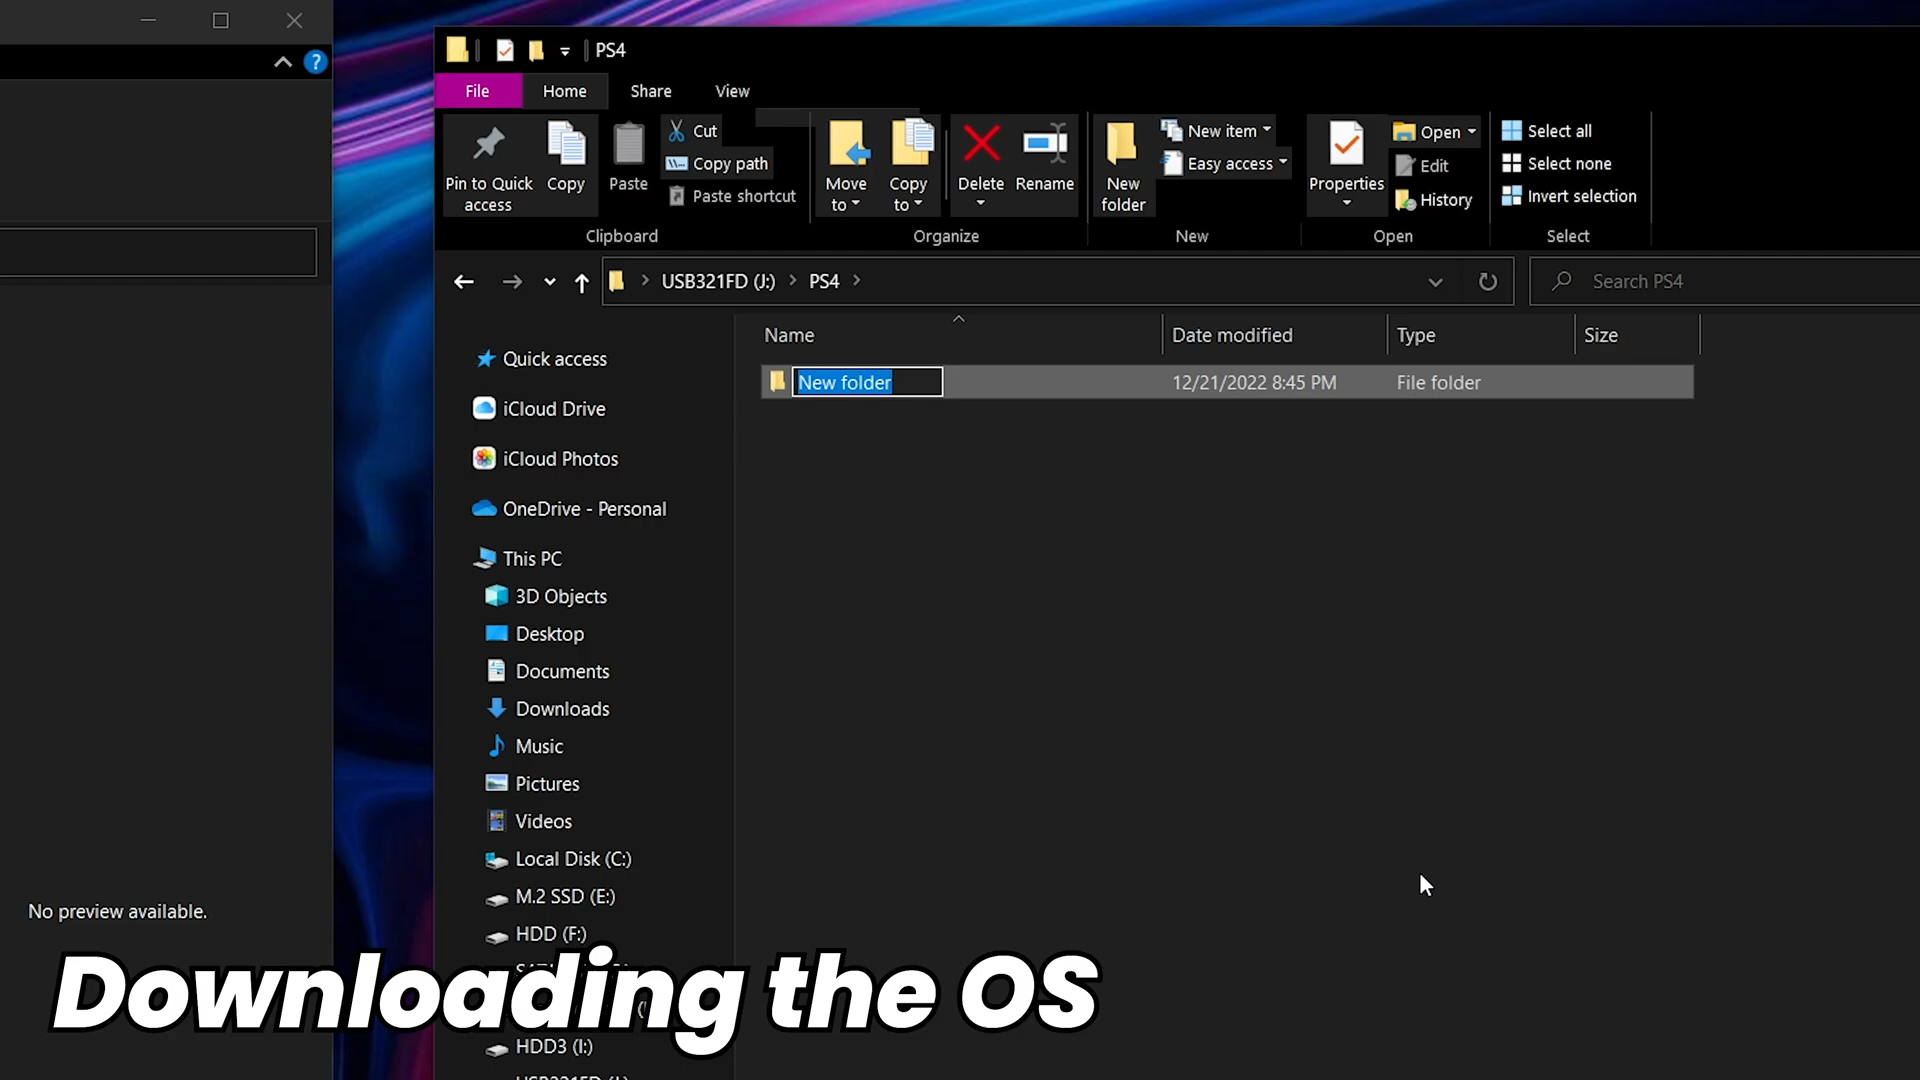 PS4
File
Home
Share
View
Pin to Quick
access
Copy
Paste
Cut
Copy path
Paste shortcut
Move
to
Copy
to
Delete
Rename
New
folder
New item
Easy access
Properties
Open
Edit
History
Select all
Select none
Invert selection
Clipboard
Organize
New
Open
Select
USB321FD (J:)
PS4
Search PS4
Name
Date modified
Type
Size
New folder
12/21/2022 8:45 PM
File folder
Quick access
iCloud Drive
iCloud Photos
OneDrive - Personal
This PC
3D Objects
Desktop
Documents
Downloads
Music
Pictures
Videos
Local Disk (C:)
M.2 SSD (E:)
HDD (F:)
HDD3 (I:)
No preview available.
Downloading the OS